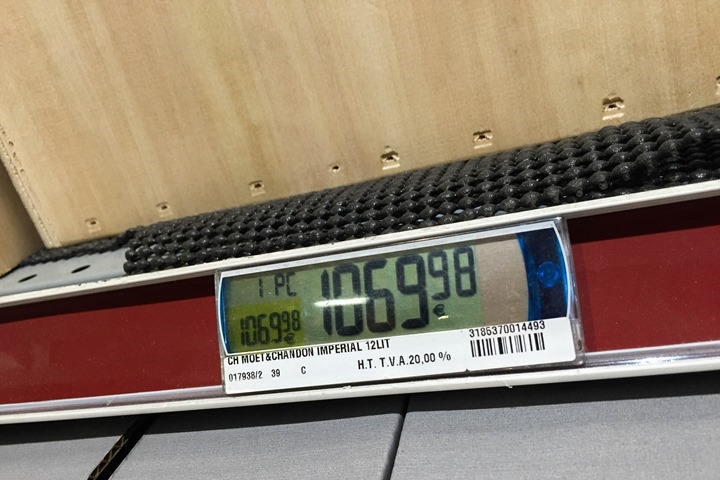 1 PC
1069.98 €
1069.98 €
CH MOET&CHANDON IMPERIAL 12LIT
3185370014493
017938/2 39 C
H.T. T.V.A.20,00 %